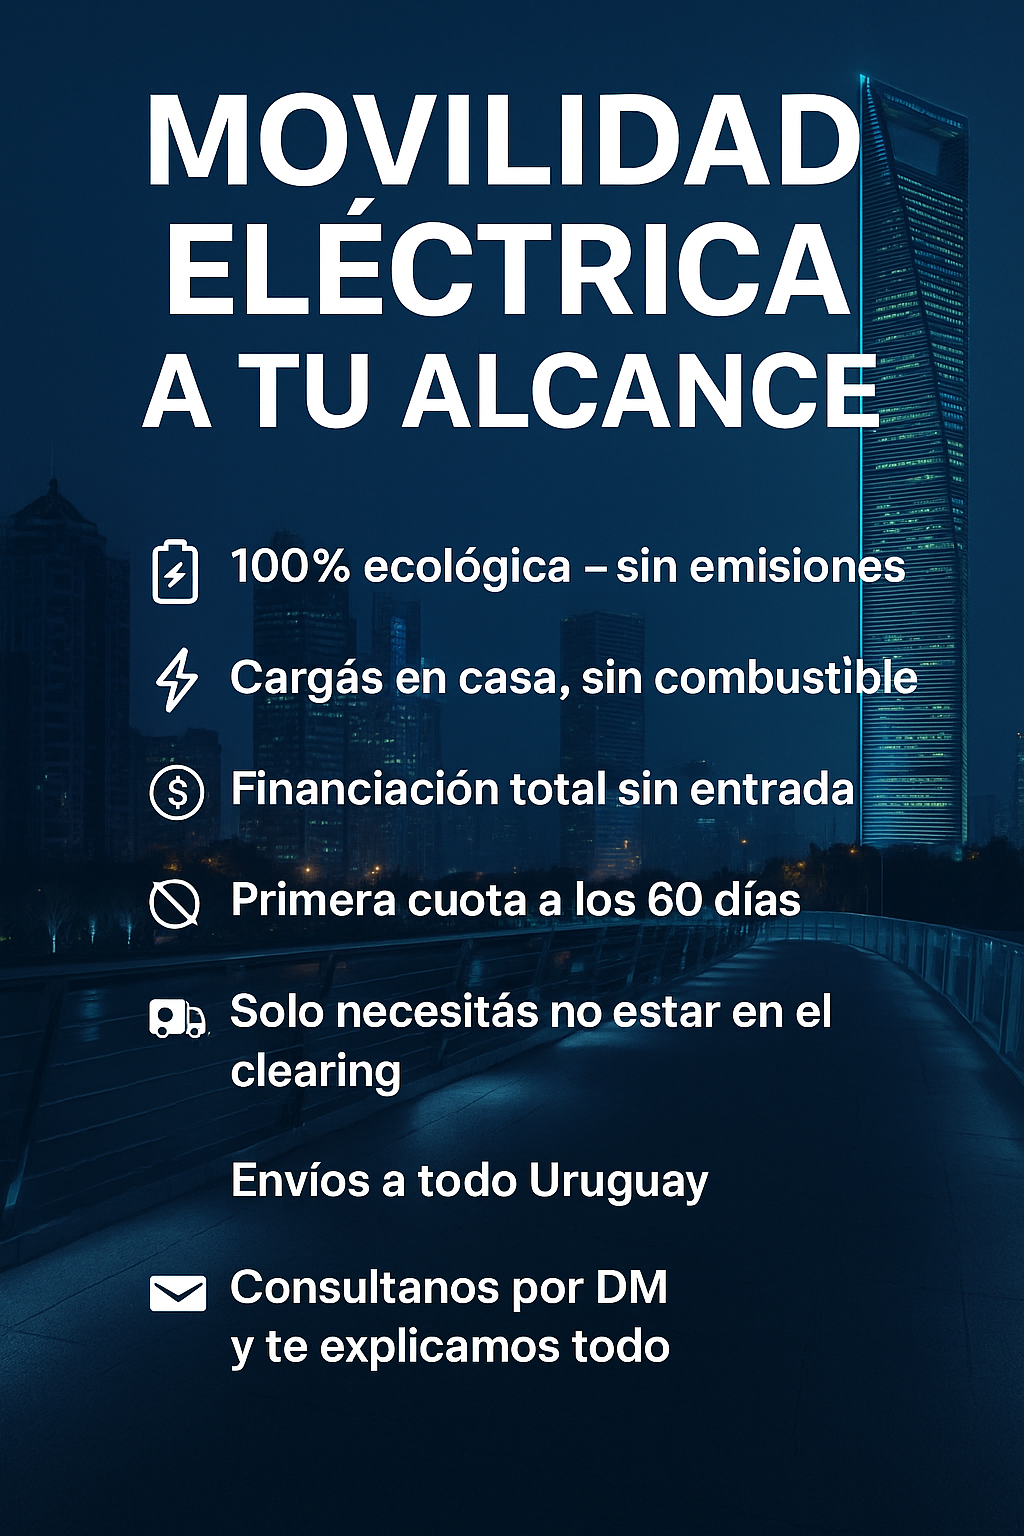 MOVILIDAD
ELÉCTRICA
A TU ALCANCE
100% ecológica – sin emisiones
Cargás en casa, sin combustìble
Financiación total sin entrada
Primera cuota a los 60 días
Solo necesitás no estar en el
clearing
Envíos a todo Uruguay
Consultanos por DM
y te explicamos todo